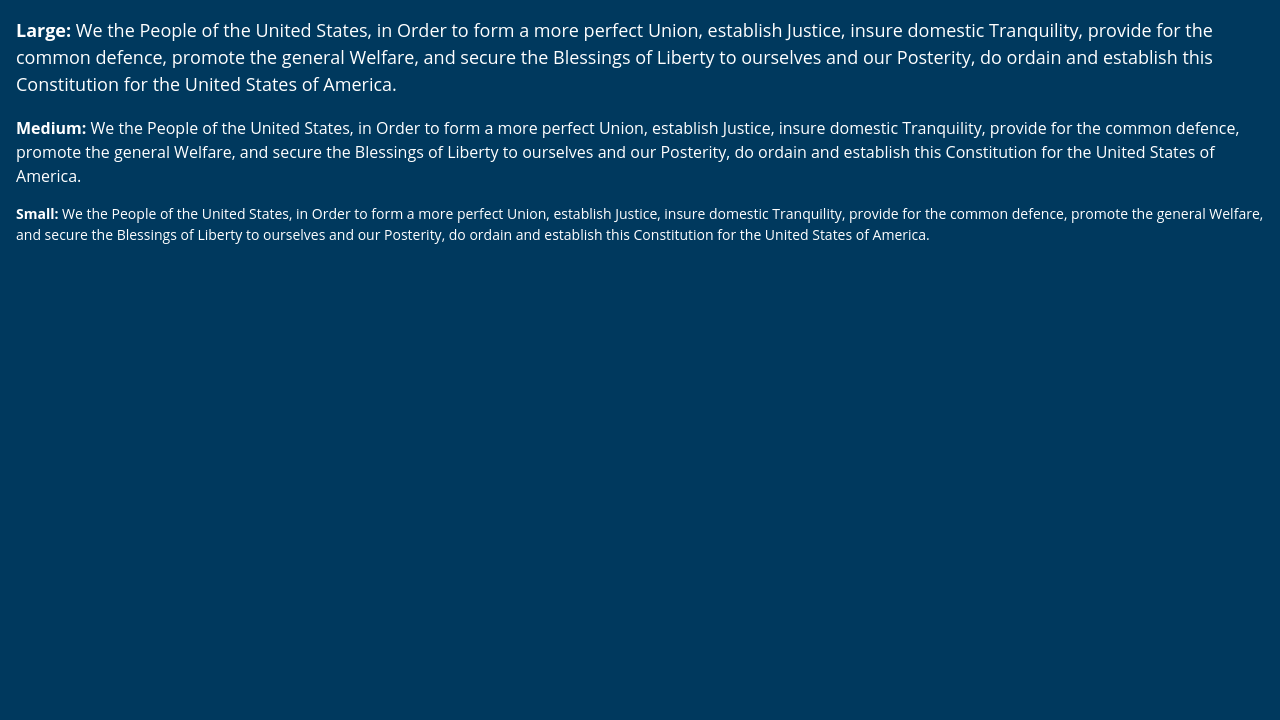 Large: We the People of the United States, in Order to form a more perfect Union, establish Justice, insure domestic Tranquility, provide for the
common defence, promote the general Welfare, and secure the Blessings of Liberty to ourselves and our Posterity, do ordain and establish this
Constitution for the United States of America.
Medium: We the People of the United States, in Order to form a more perfect Union, establish Justice, insure domestic Tranquility, provide for the common defence,
promote the general Welfare, and secure the Blessings of Liberty to ourselves and our Posterity, do ordain and establish this Constitution for the United States of
America.
Small: We the People of the United States, in Order to form a more perfect Union, establish Justice, insure domestic Tranquility, provide for the common defence, promote the general Welfare,
and secure the Blessings of Liberty to ourselves and our Posterity, do ordain and establish this Constitution for the United States of America.